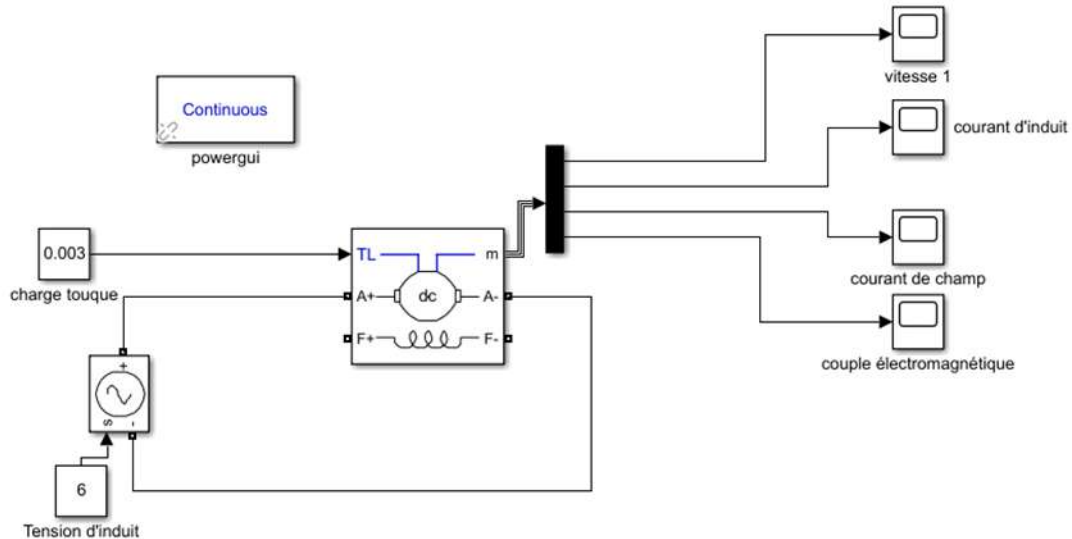 vitesse 1
Continuous
powergui
courant d'induit
0.003
charge touque
TL
m
A+
dc
A-
F+
F-
courant de champ
couple électromagnétique
+
s
-
6
Tension d'induit